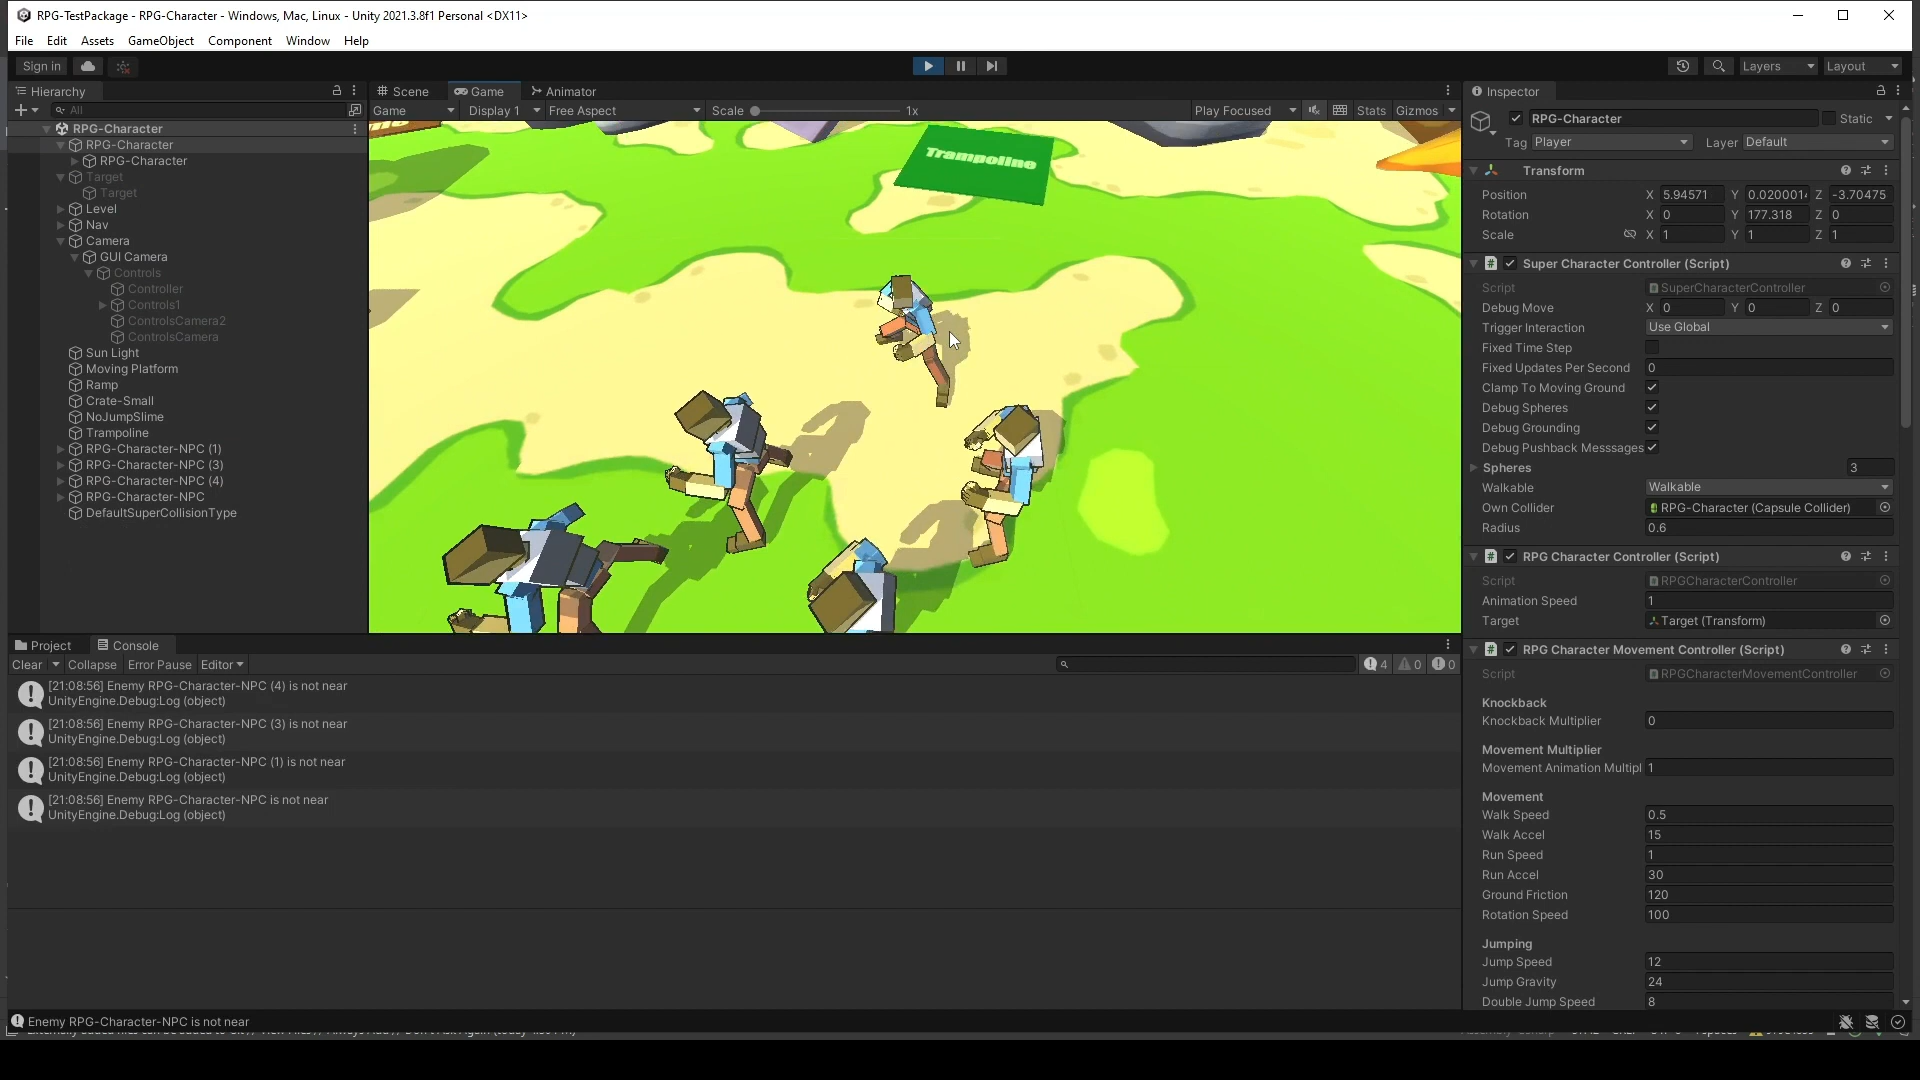 RPG-TestPackage - RPG-Character - Windows, Mac, Linux - Unity 2021.3.8f1 Personal <DX11>
File Edit Assets GameObject Component Window Help
Sign in Layers Layout
Hierarchy
All
RPG-Character
RPG-Character
RPG-Character
Target
Target
Level
Nav
Camera
GUI Camera
Controls
Controller
Controls1
ControlsCamera2
ControlsCamera
Sun Light
Moving Platform
Ramp
Crate-Small
NoJumpSlime
Trampoline
RPG-Character-NPC (1)
RPG-Character-NPC (3)
RPG-Character-NPC (4)
RPG-Character-NPC
DefaultSuperCollisionType
Scene Game Animator
Game Display 1 Free Aspect Scale 1x Play Focused Stats Gizmos
Trampoline
Project Console
Clear Collapse Error Pause Editor 4 0 0
[21:08:56] Enemy RPG-Character-NPC (4) is not near
UnityEngine.Debug:Log (object)
[21:08:56] Enemy RPG-Character-NPC (3) is not near
UnityEngine.Debug:Log (object)
[21:08:56] Enemy RPG-Character-NPC (1) is not near
UnityEngine.Debug:Log (object)
[21:08:56] Enemy RPG-Character-NPC is not near
UnityEngine.Debug:Log (object)
Inspector
RPG-Character Static
Tag Player Layer Default
Transform
Position X 5.94571 Y 0.020001 Z -3.70475
Rotation X 0 Y 177.318 Z 0
Scale X 1 Y 1 Z 1
Super Character Controller (Script)
Script SuperCharacterController
Debug Move X 0 Y 0 Z 0
Trigger Interaction Use Global
Fixed Time Step
Fixed Updates Per Second 0
Clamp To Moving Ground
Debug Spheres
Debug Grounding
Debug Pushback Messsages
Spheres 3
Walkable Walkable
Own Collider RPG-Character (Capsule Collider)
Radius 0.6
RPG Character Controller (Script)
Script RPGCharacterController
Animation Speed 1
Target Target (Transform)
RPG Character Movement Controller (Script)
Script RPGCharacterMovementController
Knockback
Knockback Multiplier 0
Movement Multiplier
Movement Animation Multipl 1
Movement
Walk Speed 0.5
Walk Accel 15
Run Speed 1
Run Accel 30
Ground Friction 120
Rotation Speed 100
Jumping
Jump Speed 12
Jump Gravity 24
Double Jump Speed 8
Enemy RPG-Character-NPC is not near